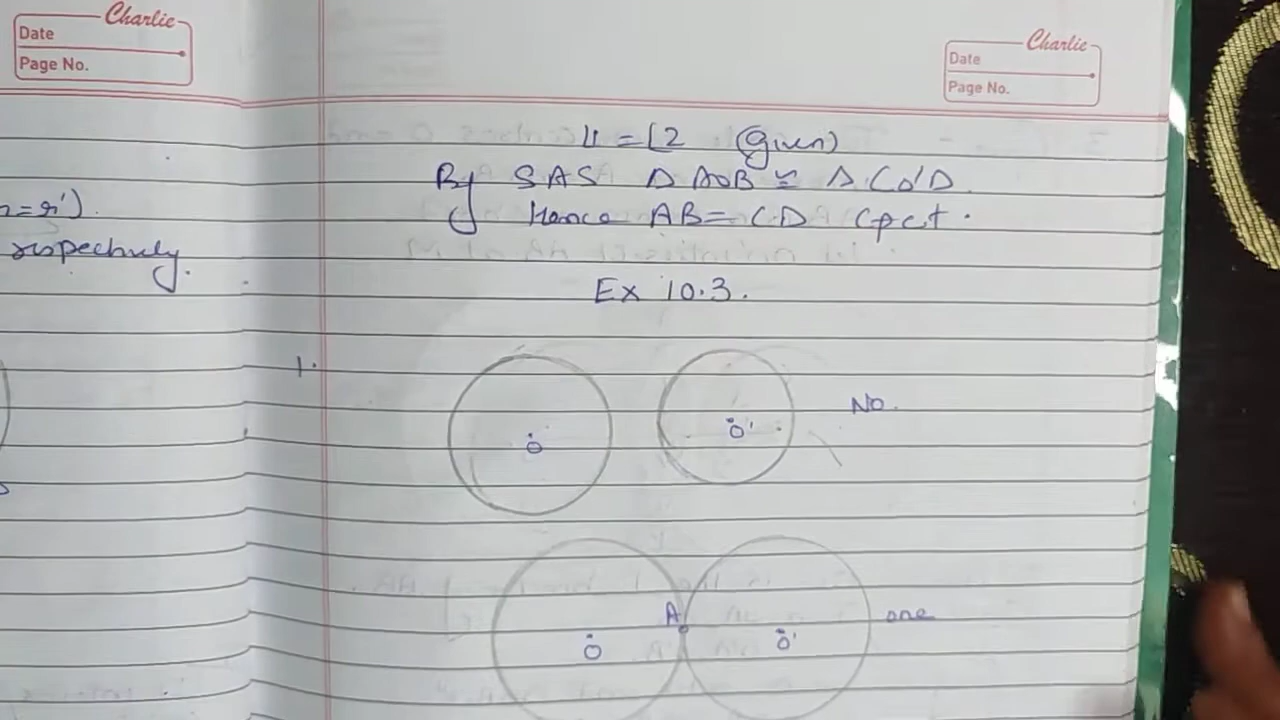 Charlie
Date
Page No.
n=r').
respectively.
Charlie
Date
Page No.
∠1 = ∠2 (Given)
By SAS Δ AOB ≅ Δ CO'D
Hence AB = CD Cpct.
Ex 10.3.
1.
O
O'
No.
A
O
O'
one